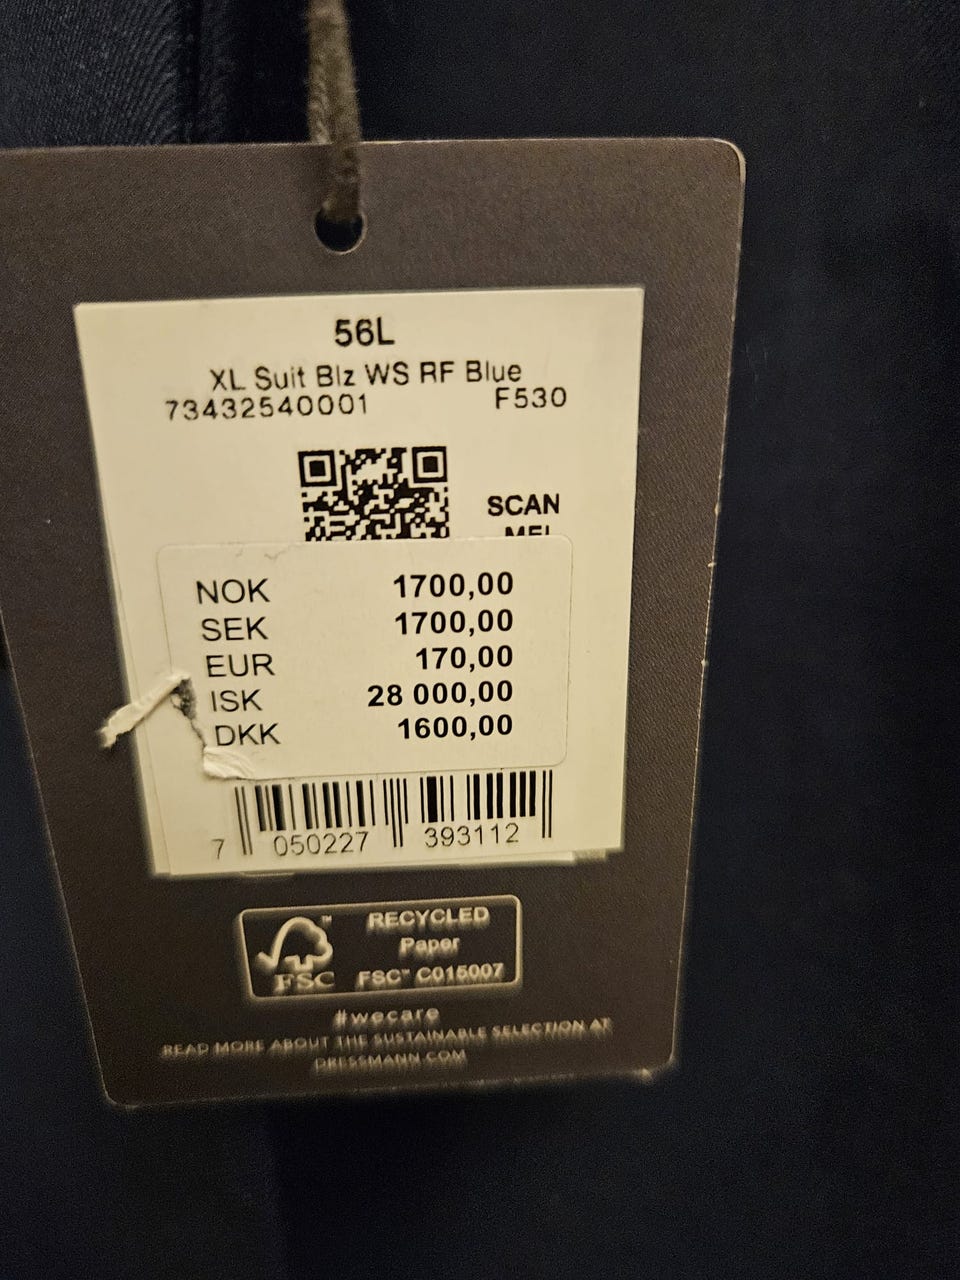 56L
XL Suit Blz WS RF Blue
73432540001 F530
SCAN
ME!
NOK 1700,00
SEK 1700,00
EUR 170,00
ISK 28 000,00
DKK 1600,00
7 050227 393112
RECYCLED
Paper
FSC™ C015007
™
FSC
#wecare
READ MORE ABOUT THE SUSTAINABLE SELECTION AT
DRESSMANN.COM